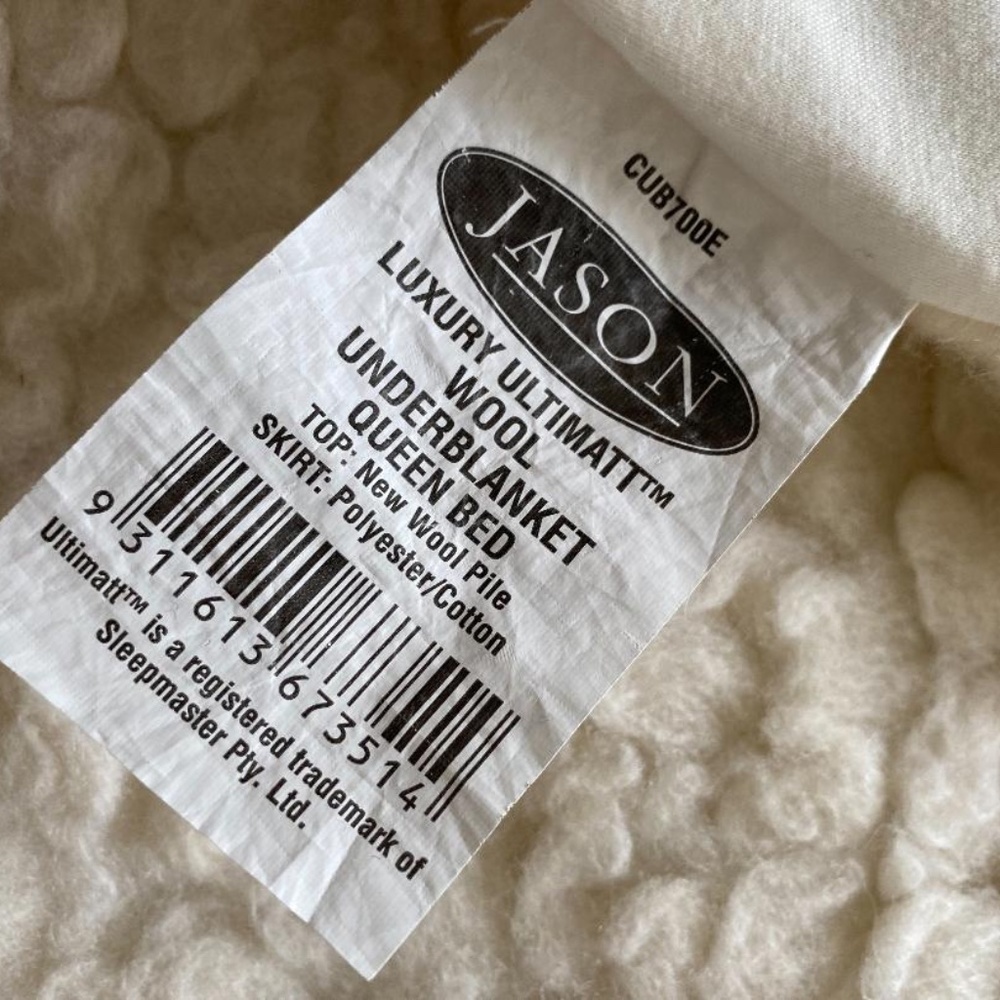 CUB700E
JASON
LUXURY ULTIMATT™
WOOL
UNDERBLANKET
QUEEN BED
TOP: New Wool Pile
SKIRT: Polyester/Cotton
9 311613 673514
Ultimatt™ is a registered trademark of
Sleepmaster Pty. Ltd.